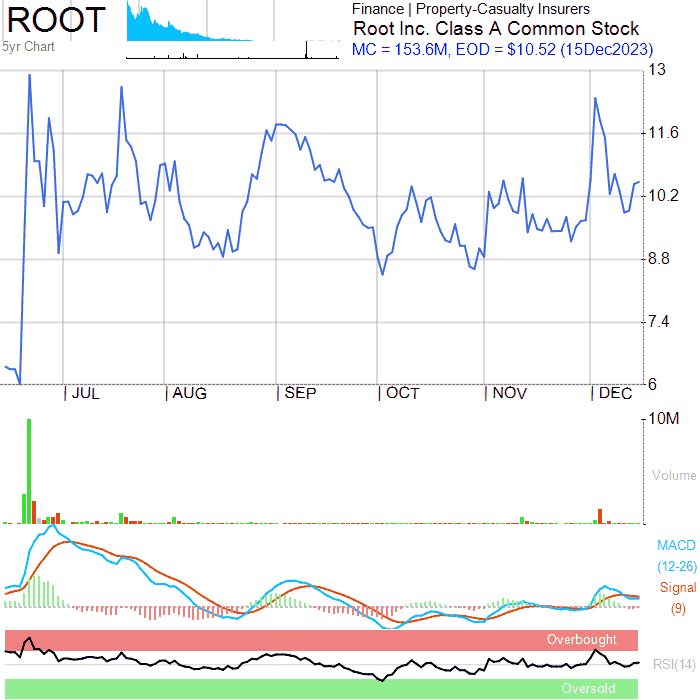 ROOT
5yr Chart
Finance | Property-Casualty Insurers
Root Inc. Class A Common Stock
MC = 153.6M, EOD = $10.52 (15Dec2023)
13
11.6
10.2
8.8
7.4
6
JUL AUG SEP OCT NOV DEC
10M
Volume
MACD
(12-26)
Signal
(9)
Overbought
RSI(14)
Oversold